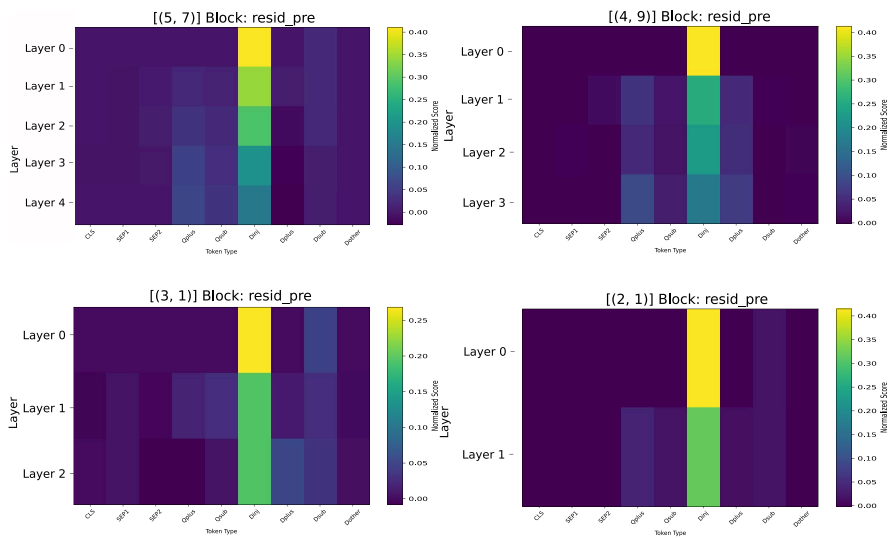 [(5, 7)] Block: resid_pre
Layer 0
Layer 1
Layer 2
Layer 3
Layer 4
Layer
CLS
SEP1
SEP2
Qplus
Qsub
Dinj
Dplus
Dsub
Dother
Token Type
0.40
0.35
0.30
0.25
0.20
0.15
0.10
0.05
0.00
Normalized Score
[(4, 9)] Block: resid_pre
Layer 0
Layer 1
Layer 2
Layer 3
Layer
CLS
SEP1
SEP2
Qplus
Qsub
Dinj
Dplus
Dsub
Dother
Token Type
0.40
0.35
0.30
0.25
0.20
0.15
0.10
0.05
0.00
Normalized Score
[(3, 1)] Block: resid_pre
Layer 0
Layer 1
Layer 2
Layer
CLS
SEP1
SEP2
Qplus
Qsub
Dinj
Dplus
Dsub
Dother
Token Type
0.25
0.20
0.15
0.10
0.05
0.00
Normalized Score
[(2, 1)] Block: resid_pre
Layer 0
Layer 1
Layer
CLS
SEP1
SEP2
Qplus
Qsub
Dinj
Dplus
Dsub
Dother
Token Type
0.40
0.35
0.30
0.25
0.20
0.15
0.10
0.05
0.00
Normalized Score